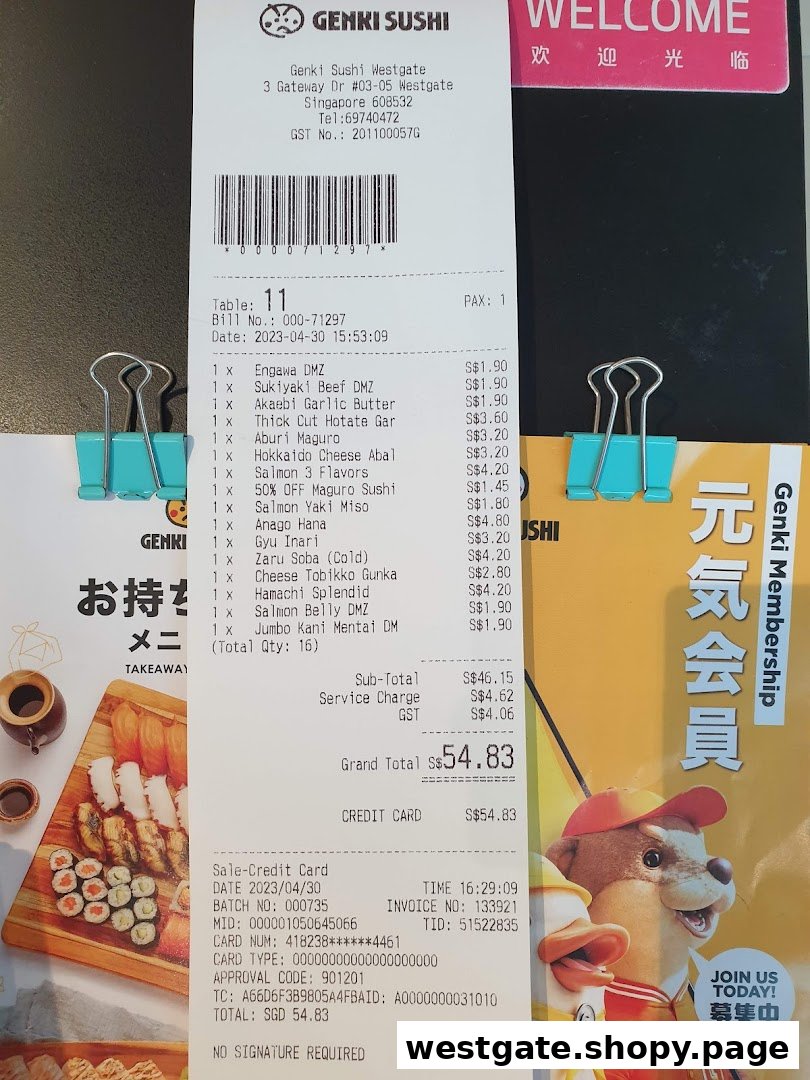 GENKI SUSHI
Genki Sushi Westgate
3 Gateway Dr #03-05 Westgate
Singapore 608532
Tel:69740472
GST No.: 201100057G
*000071297*
Table: 11 PAX: 1
Bill No.: 000-71297
Date: 2023-04-30 15:53:09
1 x Engawa DMZ S$1.90
1 x Sukiyaki Beef DMZ S$1.90
1 x Akaebi Garlic Butter S$1.90
1 x Thick Cut Hotate Gar S$3.60
1 x Aburi Maguro S$3.20
1 x Hokkaido Cheese Abal S$3.20
1 x Salmon 3 Flavors S$4.20
1 x 50% OFF Maguro Sushi S$1.45
1 x Salmon Yaki Miso S$1.80
1 x Anago Hana S$4.80
1 x Gyu Inari S$3.20
1 x Zaru Soba (Cold) S$4.20
1 x Cheese Tobikko Gunka S$2.80
1 x Hamachi Splendid S$4.20
1 x Salmon Belly DMZ S$1.90
1 x Jumbo Kani Mentai DM S$1.90
(Total Qty: 16)
Sub-Total S$46.15
Service Charge S$4.62
GST S$4.06
Grand Total S$54.83
CREDIT CARD S$54.83
Sale-Credit Card
DATE 2023/04/30 TIME 16:29:09
BATCH NO: 000735 INVOICE NO: 133921
MID: 000001050645066 TID: 51522835
CARD NUM: 418238******4461
CARD TYPE: 00000000000000000000
APPROVAL CODE: 901201
TC: A66D6F3B9805A4FBAID: A0000000031010
TOTAL: SGD 54.83
NO SIGNATURE REQUIRED
WELCOME
欢迎光临
GENKI
お持ち
メニ
TAKEAWAY
USHI
元気会員
Genki Membership
JOIN US
TODAY!
募集中
westgate.shopy.page